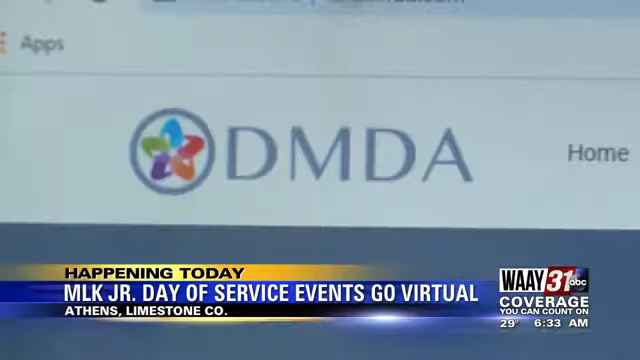 Apps
DMDA
Home
HAPPENING TODAY
MLK JR. DAY OF SERVICE EVENTS GO VIRTUAL
ATHENS, LIMESTONE CO.
WAAY 31 abc
COVERAGE
YOU CAN COUNT ON
29° 6:33 AM